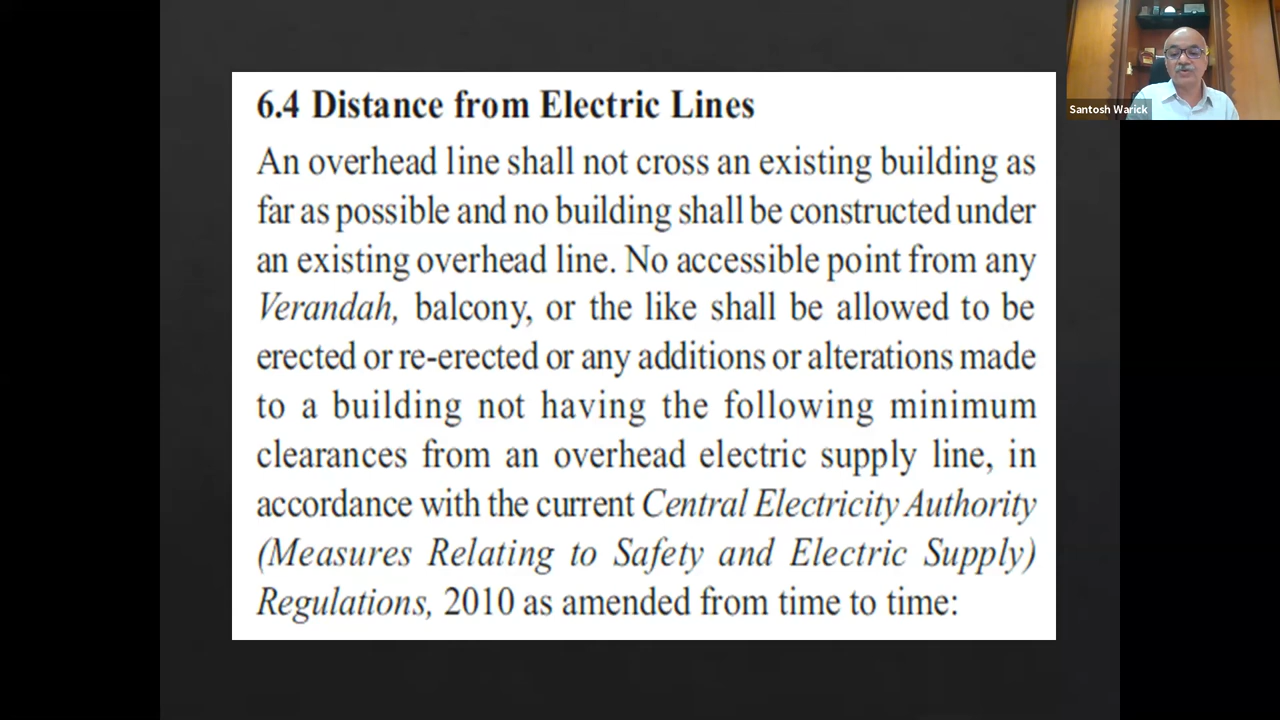 6.4 Distance from Electric Lines
An overhead line shall not cross an existing building as
far as possible and no building shall be constructed under
an existing overhead line. No accessible point from any
Verandah, balcony, or the like shall be allowed to be
erected or re-erected or any additions or alterations made
to a building not having the following minimum
clearances from an overhead electric supply line, in
accordance with the current Central Electricity Authority
(Measures Relating to Safety and Electric Supply)
Regulations, 2010 as amended from time to time:
Santosh Warick